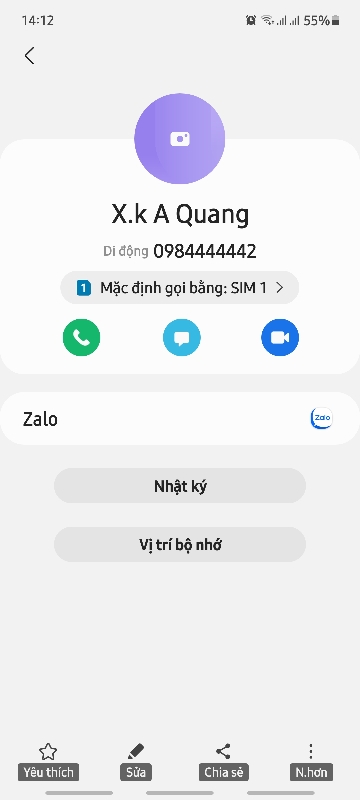 14:12 55%
X.k A Quang
Di động 0984444442
1 Mặc định gọi bằng: SIM 1
Zalo Zalo
Nhật ký
Vị trí bộ nhớ
Yêu thích Sửa Chia sẻ N.hơn